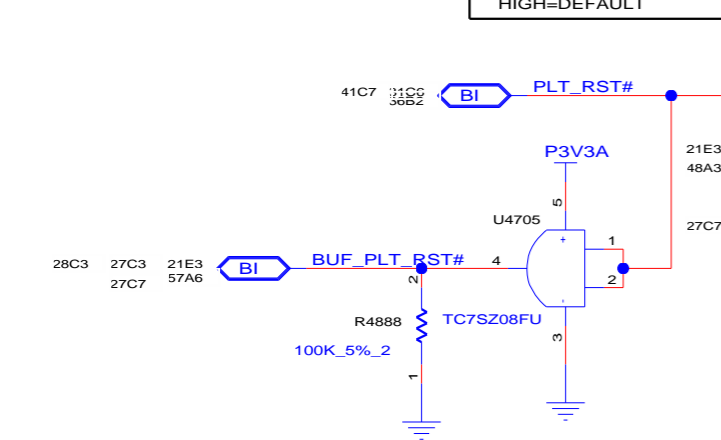 HIGH=DEFAULT
41C7
36B2
BI
PLT_RST#
P3V3A
21E3
48A3
5
U4705
27C7
1
+
28C3 27C3 21E3
27C7 57A6
BI
BUF_PLT_RST#
4
2
2
-
R4888
TC7SZ08FU
100K_5%_2
3
1